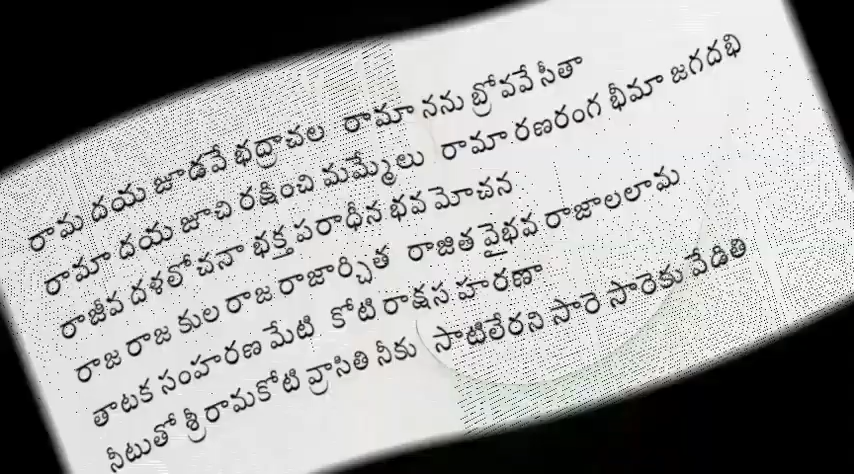 రామ దయ జూడవే భద్రాచల రామా నను బ్రోవవే సీతా
రామా దయ జూచి రక్షించి మమ్మేలు రామా రణరంగ భీమా జగదభి
రాజీవ దళలోచనా భక్త పరాధీన భవ మోచన
రాజ రాజ కుల రాజ రాజార్చిత రాజిత వైభవ రాజాలలామ
తాటక సంహరణ మేటి కోటి రాక్షస హరణా
నీటుతో శ్రీరామకోటి వ్రాసితి నీకు సాటిలేరని సారె సారెకు వేడితి